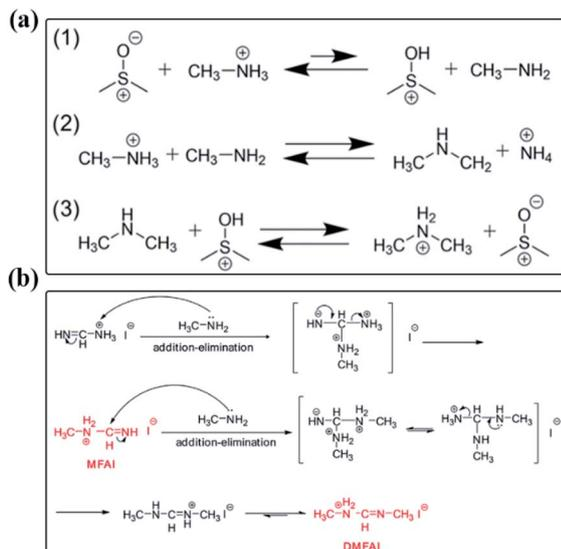 (a)
(1)
O⊖
S
⊕
+
CH₃–NH₃
⊕
OH
S
⊕
+ CH₃–NH₂
(2)
CH₃–NH₃ + CH₃–NH₂
⊕
H
H₃C N CH₂ + NH₄
⊕
(3)
H
H₃C N CH₃ +
OH
S
⊕
H₂
H₃C N CH₃ +
⊕
O⊖
S
⊕
(b)
HN=C–NH₃ I⊖
H ⊕
H₃C–NH₂
addition-elimination
⊖ H ⊕
HN–C–NH₃
⊕ NH₂
CH₃
I⊖
H₂
H₃C–N–C=NH I⊖
⊕ H
MFAI
H₃C–NH₂
addition-elimination
⊖ H H₂
HN–C–N–CH₃
⊕
NH₂
⊕
CH₃
⊕ H H
H₃N–C–N–CH₃
NH
CH₃
I⊖
H ⊕
H₃C–N–C=N–CH₃ I⊖
H H
H₂
H₃C–N–C=N–CH₃ I⊖
⊕ H
DMFAI